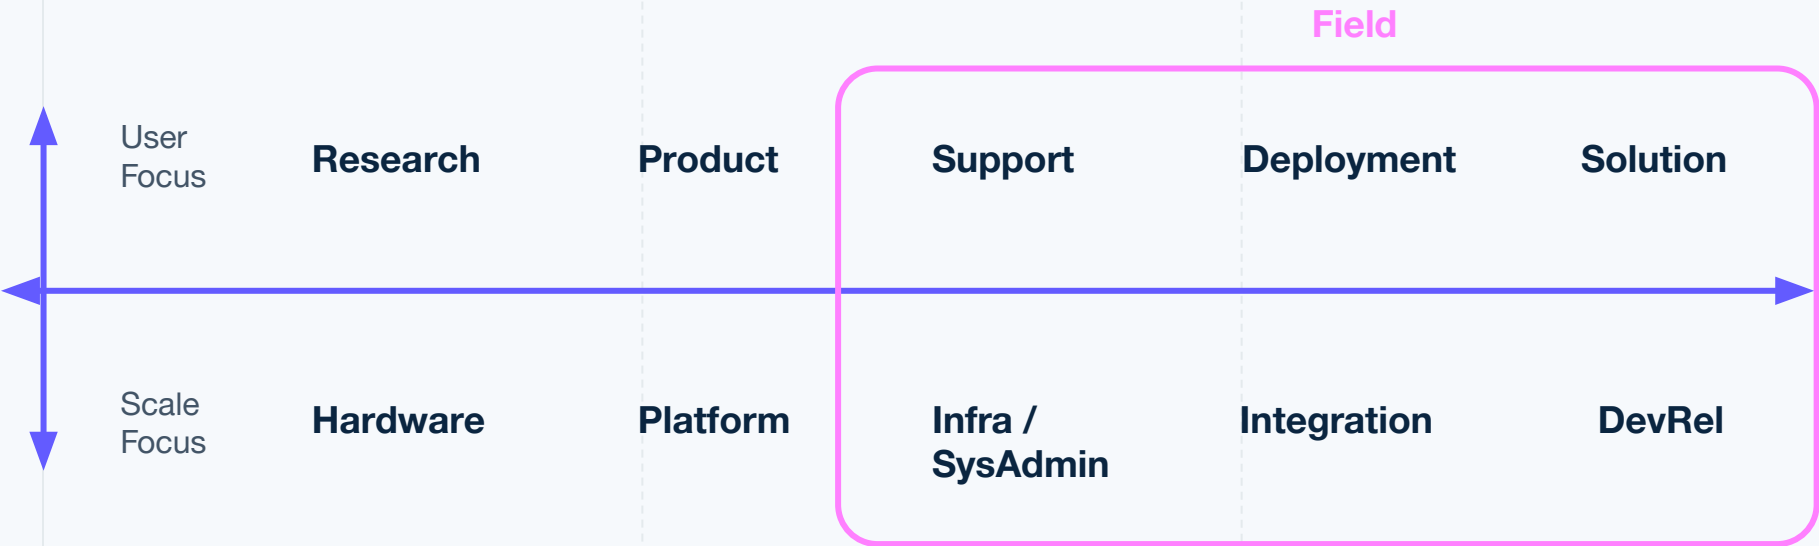 Field
User
Focus
Research
Product
Support
Deployment
Solution
Scale
Focus
Hardware
Platform
Infra /
SysAdmin
Integration
DevRel